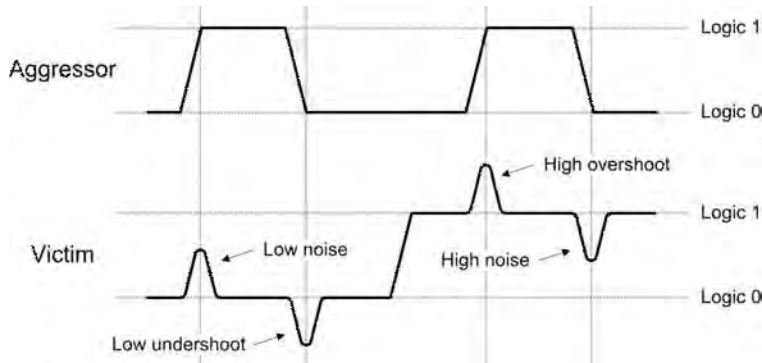 Logic 1
Aggressor
Logic 0
High overshoot
Logic 1
Low noise
Victim
High noise
Logic 0
Low undershoot